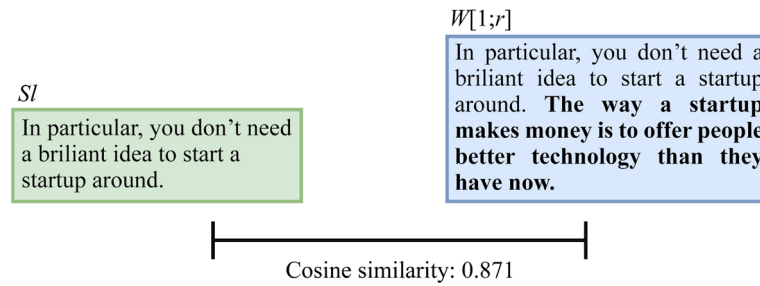 W[1;r]
In particular, you don't need a
briliant idea to start a startup
around. The way a startup
makes money is to offer people
better technology than they
have now.
Sl
In particular, you don't need
a briliant idea to start a
startup around.
Cosine similarity: 0.871